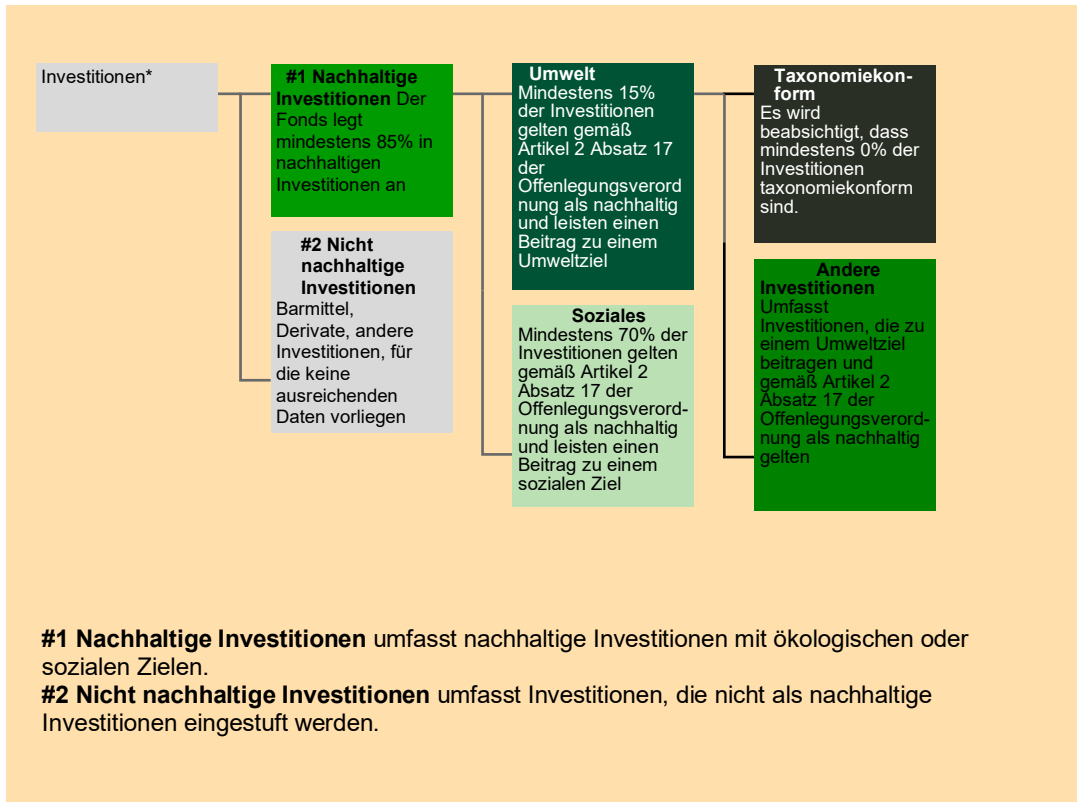 Investitionen*
#1 Nachhaltige
Investitionen Der
Fonds legt
mindestens 85% in
nachhaltigen
Investitionen an
#2 Nicht
nachhaltige
Investitionen
Barmittel,
Derivate, andere
Investitionen, für
die keine
ausreichenden
Daten vorliegen
Umwelt
Mindestens 15%
der Investitionen
gelten gemäß
Artikel 2 Absatz 17
der
Offenlegungsverord
nung als nachhaltig
und leisten einen
Beitrag zu einem
Umweltziel
Soziales
Mindestens 70% der
Investitionen gelten
gemäß Artikel 2
Absatz 17 der
Offenlegungsverord-
nung als nachhaltig
und leisten einen
Beitrag zu einem
sozialen Ziel
Taxonomiekon-
form
Es wird
beabsichtigt, dass
mindestens 0% der
Investitionen
taxonomiekonform
sind.
Andere
Investitionen
Umfasst
Investitionen, die zu
einem Umweltziel
beitragen und
gemäß Artikel 2
Absatz 17 der
Offenlegungsverord-
nung als nachhaltig
gelten
#1 Nachhaltige Investitionen umfasst nachhaltige Investitionen mit ökologischen oder
sozialen Zielen.
#2 Nicht nachhaltige Investitionen umfasst Investitionen, die nicht als nachhaltige
Investitionen eingestuft werden.